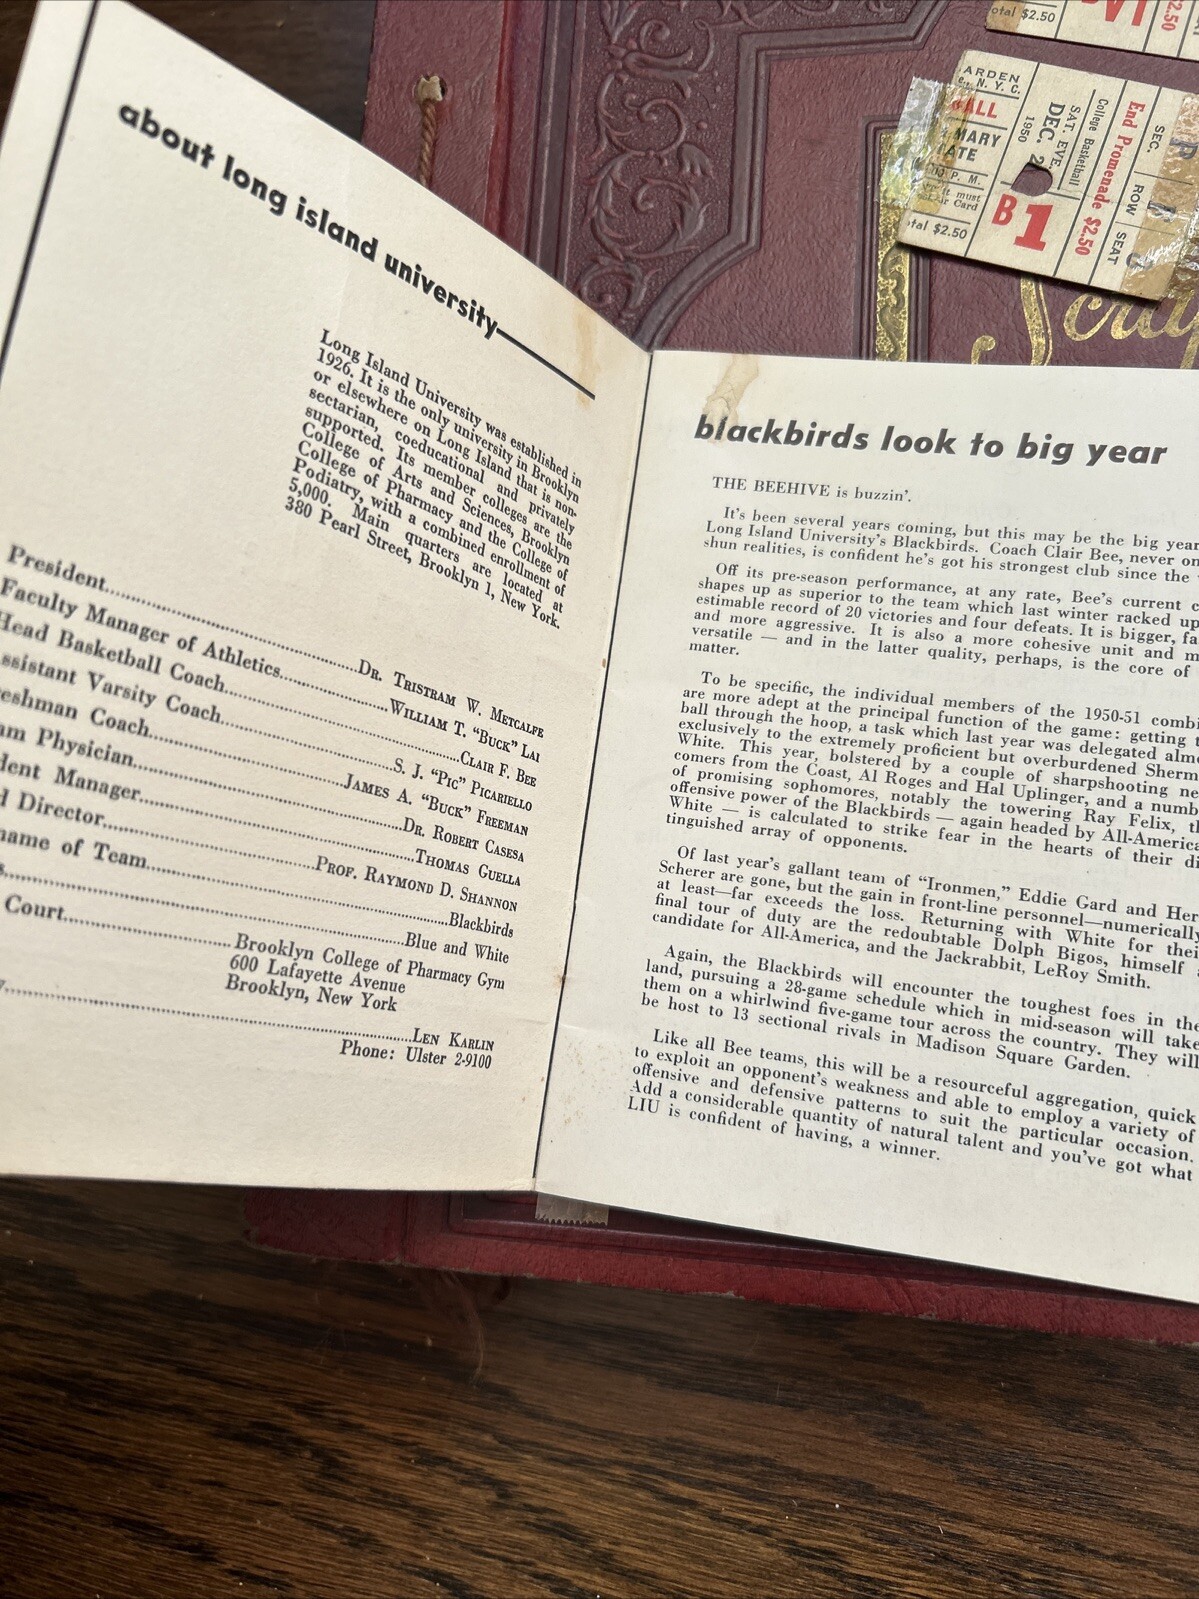 about long island university
Long Island University was established in
1926. It is the only university in Brooklyn
or elsewhere on Long Island that is non-
sectarian, coeducational and privately
supported. Its member colleges are the
College of Arts and Sciences, Brooklyn
College of Pharmacy and the College of
Podiatry, with a combined enrollment of
5,000. Main quarters are located at
380 Pearl Street, Brooklyn 1, New York.
President DR. TRISTRAM W. METCALFE
Faculty Manager of Athletics WILLIAM T. "BUCK" LAI
Head Basketball Coach CLAIR F. BEE
ssistant Varsity Coach S. J. "PIC" PICARIELLO
eshman Coach JAMES A. "BUCK" FREEMAN
am Physician DR. ROBERT CASESA
dent Manager THOMAS GUELLA
d Director PROF. RAYMOND D. SHANNON
name of Team Blackbirds
s Blue and White
Court Brooklyn College of Pharmacy Gym
600 Lafayette Avenue
Brooklyn, New York
LEN KARLIN
Phone: Ulster 2-9100
blackbirds look to big year
THE BEEHIVE is buzzin'.
It's been several years coming, but this may be the big year
Long Island University's Blackbirds. Coach Clair Bee, never on
shun realities, is confident he's got his strongest club since the
Off its pre-season performance, at any rate, Bee's current c
shapes up as superior to the team which last winter racked up
estimable record of 20 victories and four defeats. It is bigger, fa
and more aggressive. It is also a more cohesive unit and m
versatile — and in the latter quality, perhaps, is the core of
matter.
To be specific, the individual members of the 1950-51 combi
are more adept at the principal function of the game: getting t
ball through the hoop, a task which last year was delegated almo
exclusively to the extremely proficient but overburdened Sherm
White. This year, bolstered by a couple of sharpshooting ne
comers from the Coast, Al Roges and Hal Uplinger, and a numb
of promising sophomores, notably the towering Ray Felix, th
offensive power of the Blackbirds — again headed by All-America
White — is calculated to strike fear in the hearts of their di
tinguished array of opponents.
Of last year's gallant team of "Ironmen," Eddie Gard and Her
Scherer are gone, but the gain in front-line personnel—numerically
at least—far exceeds the loss. Returning with White for their
final tour of duty are the redoubtable Dolph Bigos, himself a
candidate for All-America, and the Jackrabbit, LeRoy Smith.
Again, the Blackbirds will encounter the toughest foes in the
land, pursuing a 28-game schedule which in mid-season will take
them on a whirlwind five-game tour across the country. They will
be host to 13 sectional rivals in Madison Square Garden.
Like all Bee teams, this will be a resourceful aggregation, quick
to exploit an opponent's weakness and able to employ a variety of
offensive and defensive patterns to suit the particular occasion.
Add a considerable quantity of natural talent and you've got what
LIU is confident of having, a winner.
otal $2.50
$2.50
ARDEN
N. Y. C.
ALL
MARY
ATE
P. M.
must
Card
otal $2.50
SAT. EVE.
DEC. 2
1950
B1
College Basketball
End Promenade $2.50
SEC. ROW SEAT
Scrap